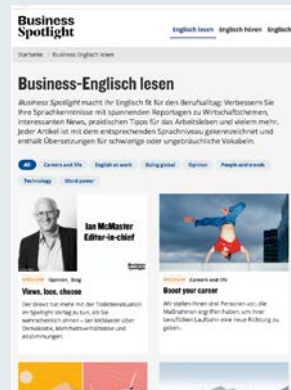 Business
Spotlight
Englisch lesen Englisch hören Englisch
Startseite Business Englisch lesen
Business-Englisch lesen
Business Spotlight macht Ihr Englisch fit für den Berufsalltag: Verbessern Sie
Ihre Sprachkenntnisse mit spannenden Reportagen zu Wirtschaftsthemen,
interessanten News, praktischen Tipps für das Arbeitsleben und vielem mehr.
Jeder Artikel ist mit dem entsprechenden Sprachniveau gekennzeichnet und
enthält Übersetzungen für schwierige oder ungebräuchliche Vokabeln.
All Careers and life English at work Being global Opinion People and trends
Technology Word power
Ian McMaster
Editor-in-chief
Business
Spotlight
Opinion, Blog
Views, loos, choose
Der Brexit hat mehr mit der Toilettensituation
im Spotlight Verlag zu tun, als Sie
wahrscheinlich ahnen – Ian McMaster über
Demokratie, Mehrheitsverhältnisse und
Abstimmungen.
Careers and life
Boost your career
Wir stellen Ihnen drei Personen vor, die
Maßnahmen ergriffen haben, um ihrer
beruflichen Laufbahn eine neue Richtung zu
geben.